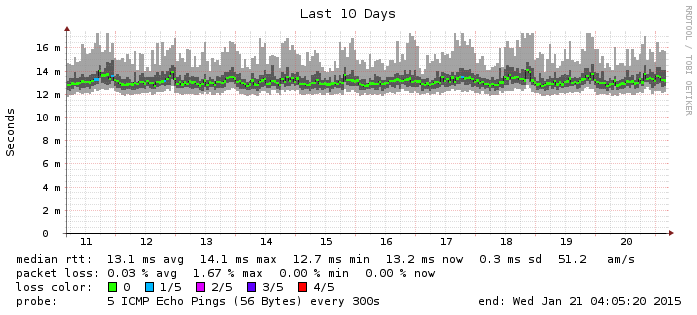 Last 10 Days
RRDTOOL / TOBI OETIKER
Seconds
16 m
14 m
12 m
10 m
8 m
6 m
4 m
2 m
0
11 12 13 14 15 16 17 18 19 20
median rtt: 13.1 ms avg 14.1 ms max 12.7 ms min 13.2 ms now 0.3 ms sd 51.2 am/s
packet loss: 0.03 % avg 1.67 % max 0.00 % min 0.00 % now
loss color: 0 1/5 2/5 3/5 4/5
probe: 5 ICMP Echo Pings (56 Bytes) every 300s end: Wed Jan 21 04:05:20 2015